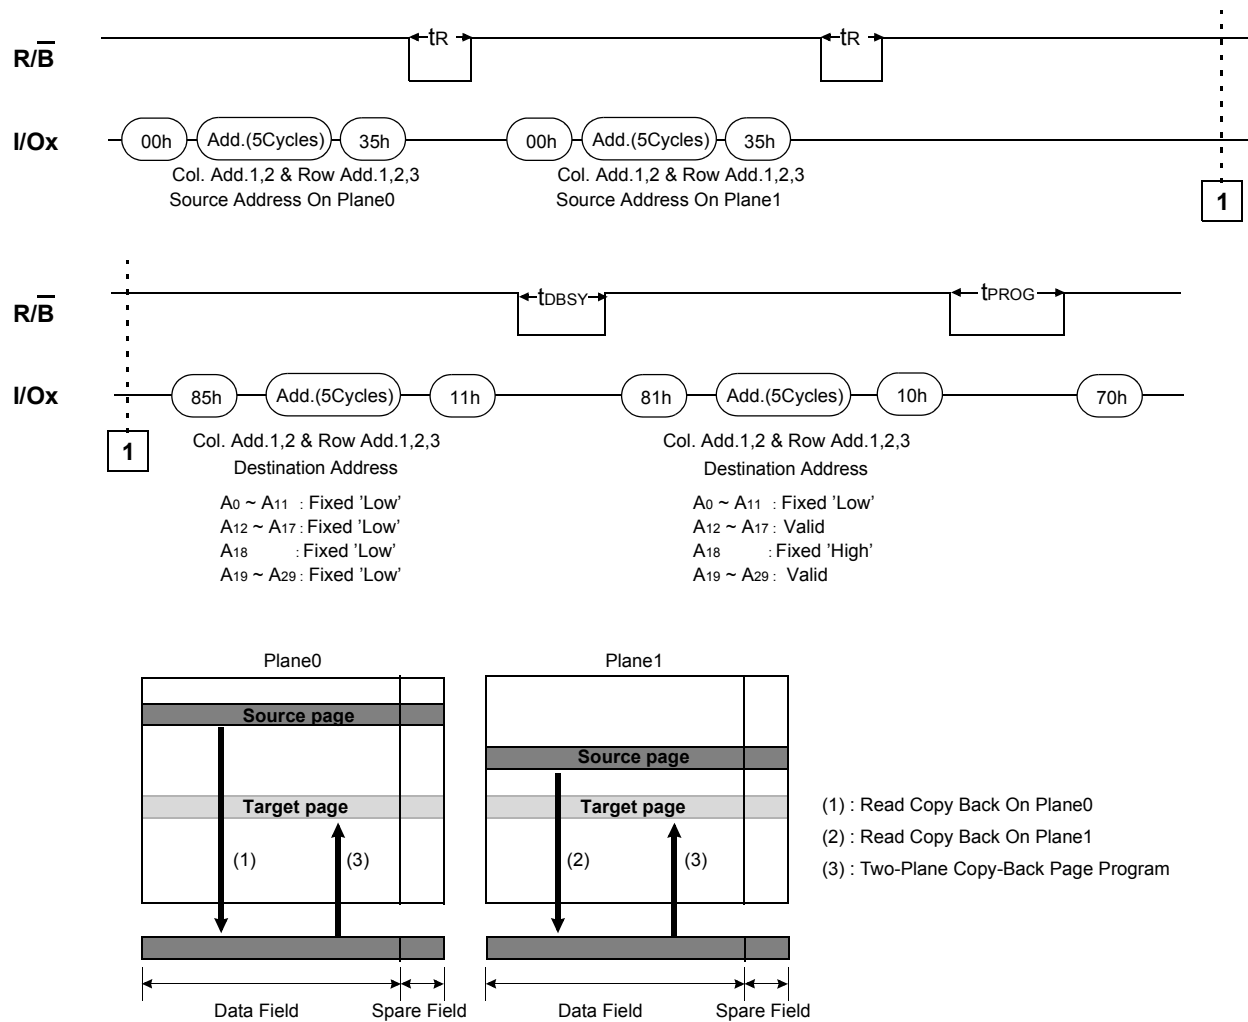 tR tR
R/B
I/Ox 00h Add.(5Cycles) 35h 00h Add.(5Cycles) 35h
Col. Add.1,2 & Row Add.1,2,3 Col. Add.1,2 & Row Add.1,2,3
Source Address On Plane0 Source Address On Plane1
1
tDBSY tPROG
R/B
I/Ox 85h Add.(5Cycles) 11h 81h Add.(5Cycles) 10h 70h
1
Col. Add.1,2 & Row Add.1,2,3 Col. Add.1,2 & Row Add.1,2,3
Destination Address Destination Address
A0 ~ A11 : Fixed ’Low’ A0 ~ A11 : Fixed ’Low’
A12 ~ A17 : Fixed ’Low’ A12 ~ A17 : Valid
A18 : Fixed ’Low’ A18 : Fixed ’High’
A19 ~ A29 : Fixed ’Low’ A19 ~ A29 : Valid
Plane0 Plane1
Source page
Source page
Target page Target page
(1) (3) (2) (3)
(1) : Read Copy Back On Plane0
(2) : Read Copy Back On Plane1
(3) : Two-Plane Copy-Back Page Program
Data Field Spare Field Data Field Spare Field